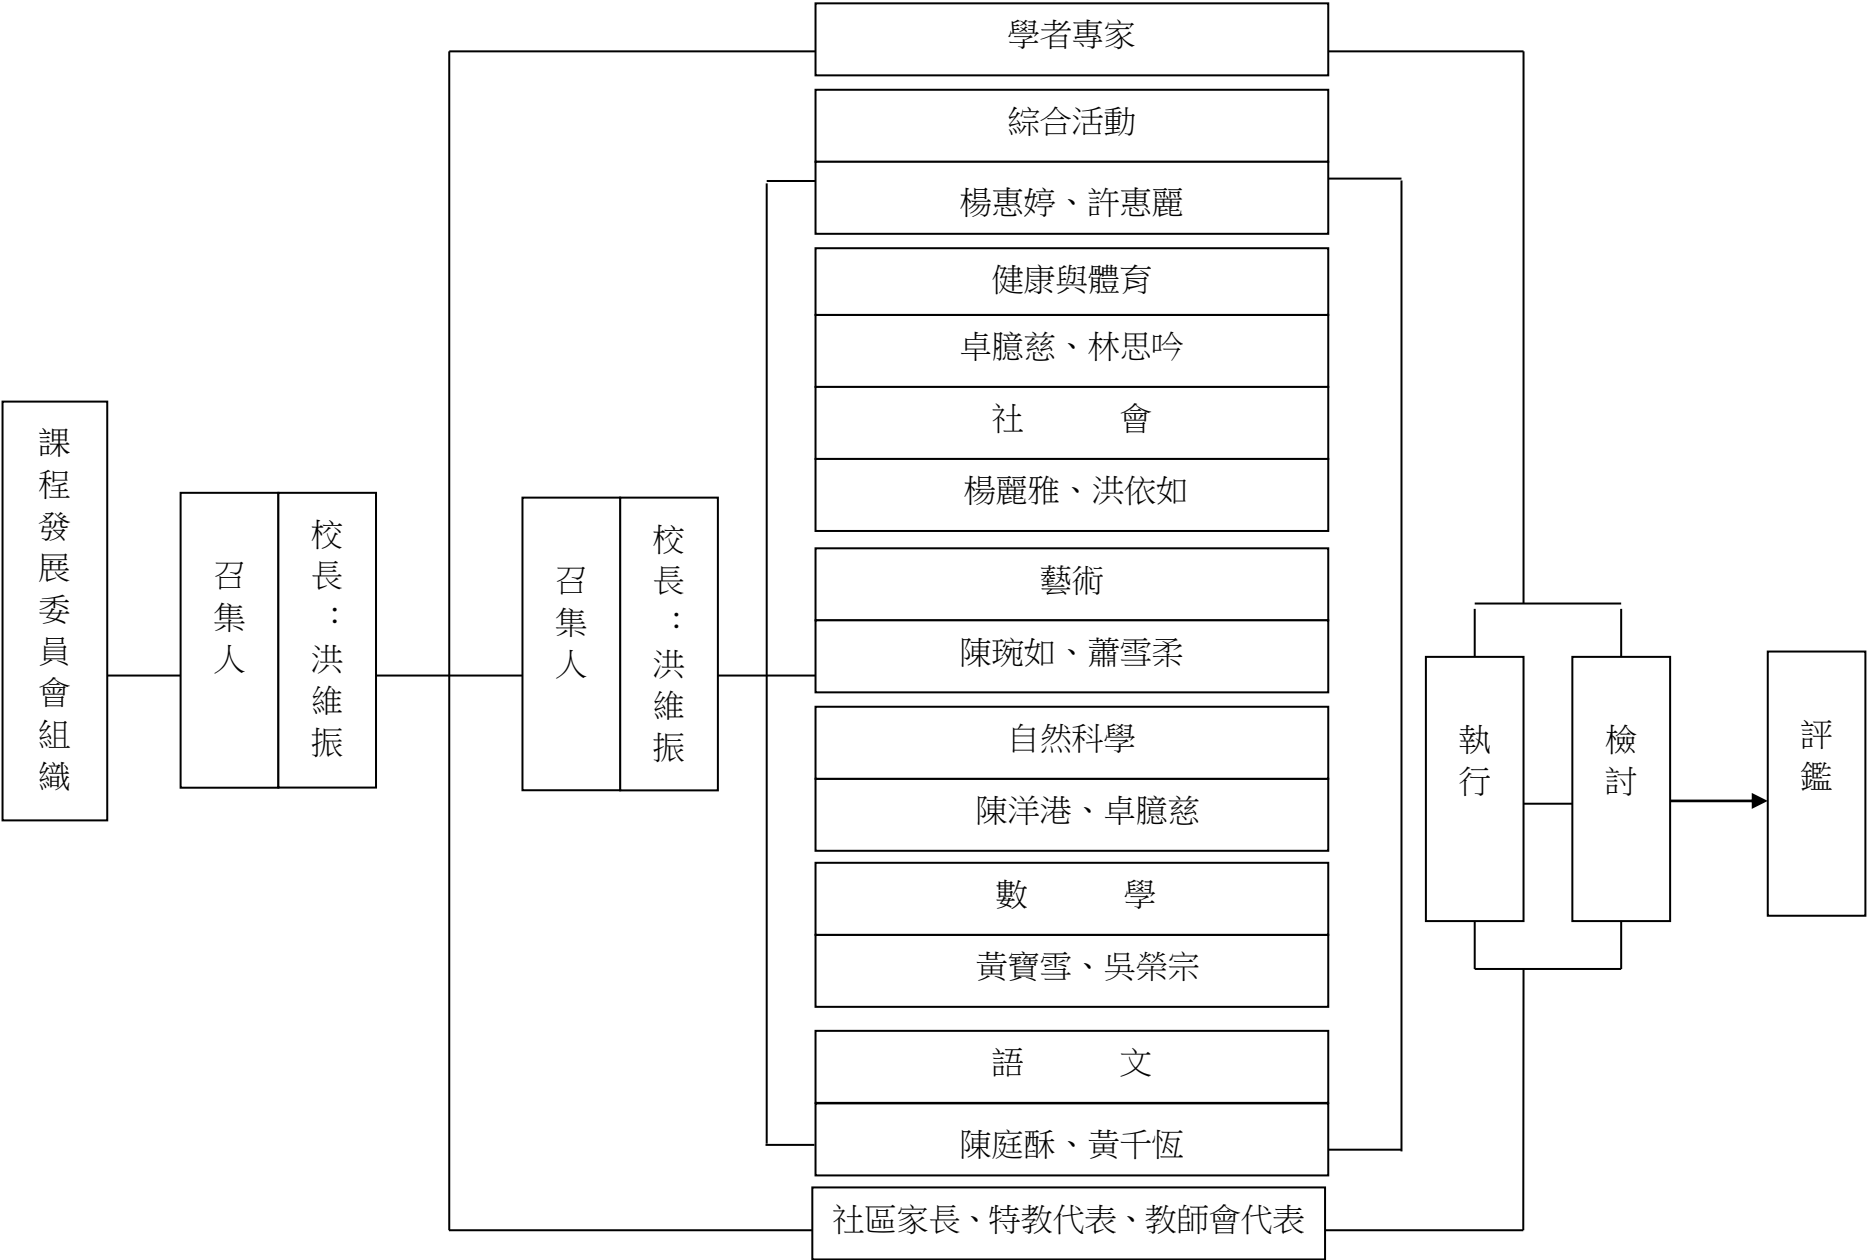 課程發展委員會組織
召集人
校長：洪維振
召集人
校長：洪維振
學者專家
綜合活動
楊惠婷、許惠麗
健康與體育
卓臆慈、林思吟
社　　　會
楊麗雅、洪依如
藝術
陳琬如、蕭雪柔
自然科學
陳洋港、卓臆慈
數　　　學
黃寶雪、吳榮宗
語　　　文
陳庭酥、黃千恆
社區家長、特教代表、教師會代表
執行
檢討
評鑑